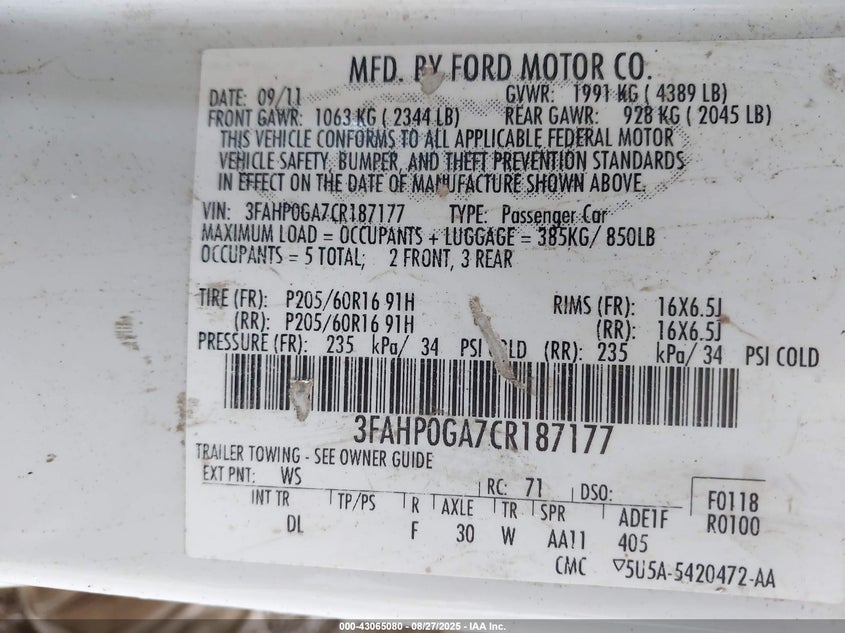 MFD. BY FORD MOTOR CO.
DATE: 09/11 GVWR: 1991 KG ( 4389 LB)
FRONT GAWR: 1063 KG ( 2344 LB) REAR GAWR: 928 KG ( 2045 LB)
THIS VEHICLE CONFORMS TO ALL APPLICABLE FEDERAL MOTOR
VEHICLE SAFETY, BUMPER, AND THEFT PREVENTION STANDARDS
IN EFFECT ON THE DATE OF MANUFACTURE SHOWN ABOVE.
VIN: 3FAHP0GA7CR187177 TYPE: Passenger Car
MAXIMUM LOAD = OCCUPANTS + LUGGAGE = 385KG/ 850LB
OCCUPANTS = 5 TOTAL; 2 FRONT, 3 REAR
TIRE (FR): P205/60R16 91H RIMS (FR): 16X6.5J
(RR): P205/60R16 91H (RR): 16X6.5J
PRESSURE (FR): 235 kPa/ 34 PSI COLD (RR): 235 kPa/ 34 PSI COLD
3FAHP0GA7CR187177
TRAILER TOWING - SEE OWNER GUIDE
EXT PNT: WS RC: 71 DSO: F0118
INT TR TP/PS R AXLE TR SPR ADE1F R0100
DL F 30 W AA11 405
CMC ▽5U5A-5420472-AA
000-43065080 - 08/27/2025 - IAA Inc.